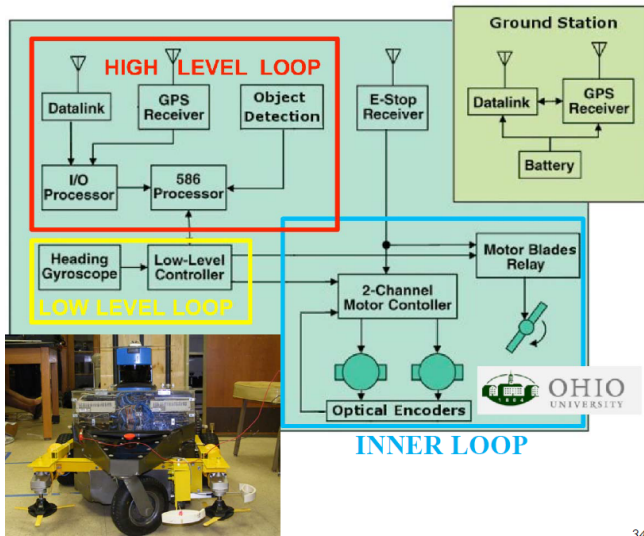 Ground Station
Datalink
GPS
Receiver
Battery
HIGH LEVEL LOOP
Datalink
GPS
Receiver
Object
Detection
E-Stop
Receiver
I/O
Processor
586
Processor
Heading
Gyroscope
Low-Level
Controller
LOW LEVEL LOOP
Motor Blades
Relay
2-Channel
Motor Contoller
Optical Encoders
INNER LOOP
1804
OHIO
UNIVERSITY
34